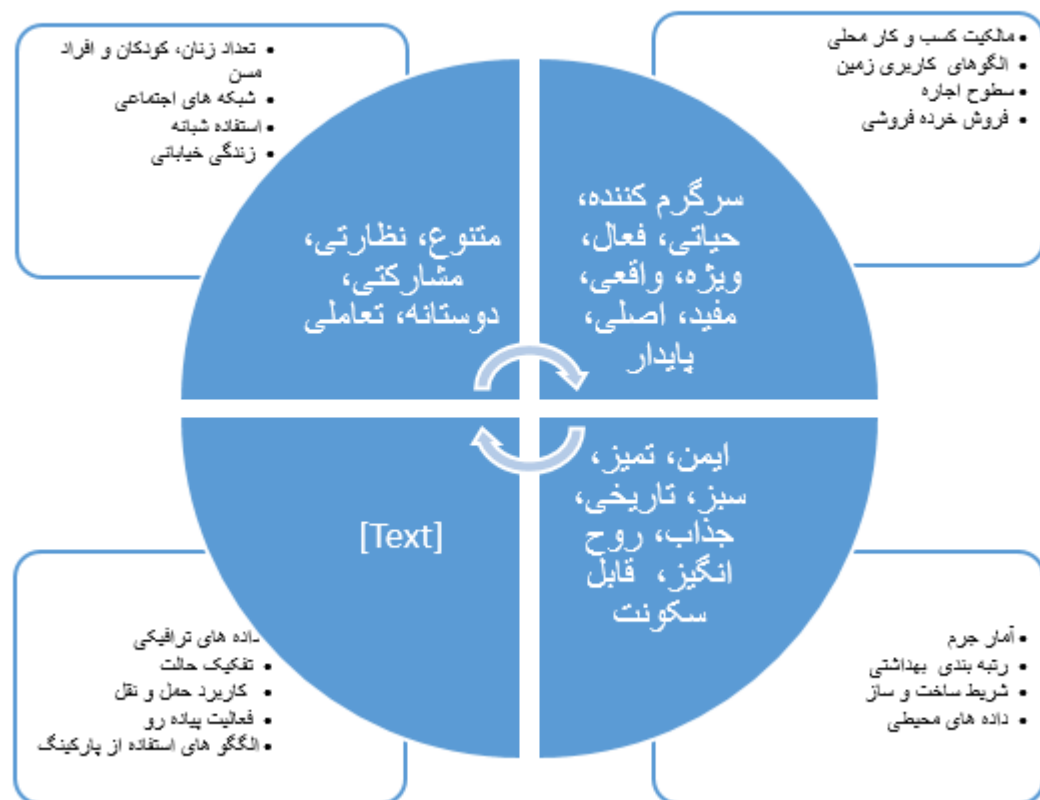 مالکیت کسب و کار محلی
الگوهای کاربری زمین
سطوح اجاره
فروش خرده فروشی
تعداد زنان، کودکان و افراد
مسن
شبکه های اجتماعی
استفاده شبانه
زندگی خیابانی
سرگرم کننده،
حیاتی، فعال،
ویژه، واقعی،
مفید، اصلی،
پایدار
متنوع، نظارتی،
مشارکتی،
دوستانه، تعاملی
ایمن، تمیز،
سبز، تاریخی،
جذاب، روح
انگیز، قابل
سکونت
[Text]
آمار جرم
رتبه بندی بهداشتی
شریط ساخت و ساز
داده های محیطی
داده های ترافیکی
تفکیک حالت
کاربرد حمل و نقل
فعالیت پیاده رو
الگگو های استفاده از پارکینگ